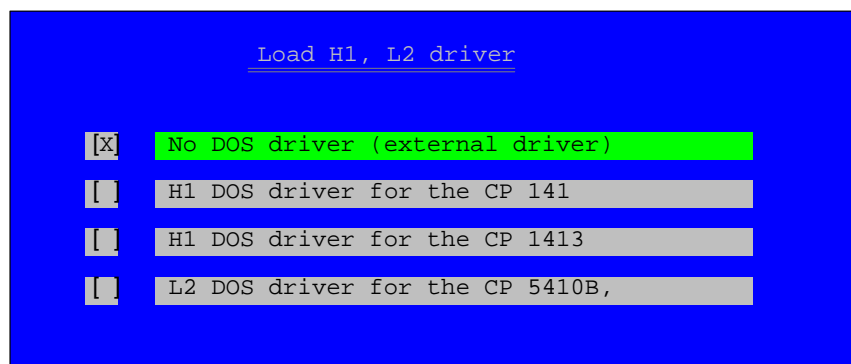 Load H1, L2 driver
[X] No DOS driver (external driver)
[ ] H1 DOS driver for the CP 141
[ ] H1 DOS driver for the CP 1413
[ ] L2 DOS driver for the CP 5410B,